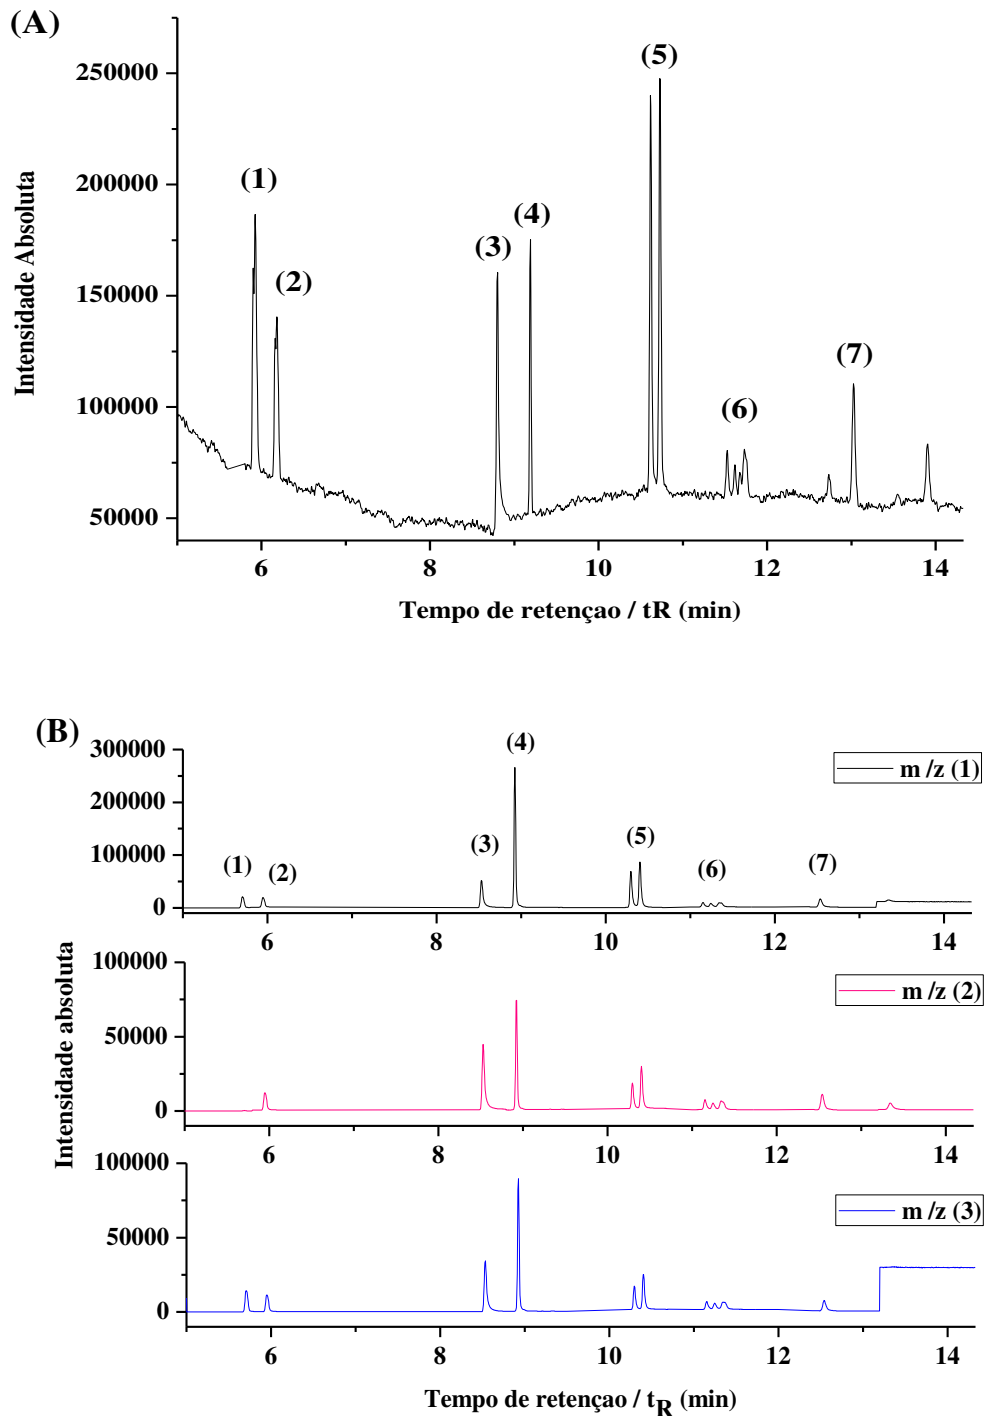 (A)
250000
200000
150000
100000
50000
Intensidade Absoluta
(1)
(2)
(3)
(4)
(5)
(6)
(7)
6 8 10 12 14
Tempo de retençao / tR (min)
(B)
Intensidade absoluta
300000
200000
100000
0
(1)
(2)
(3)
(4)
(5)
(6)
(7)
m /z (1)
6 8 10 12 14
100000
50000
0
m /z (2)
6 8 10 12 14
100000
50000
0
m /z (3)
6 8 10 12 14
Tempo de retençao / tR (min)